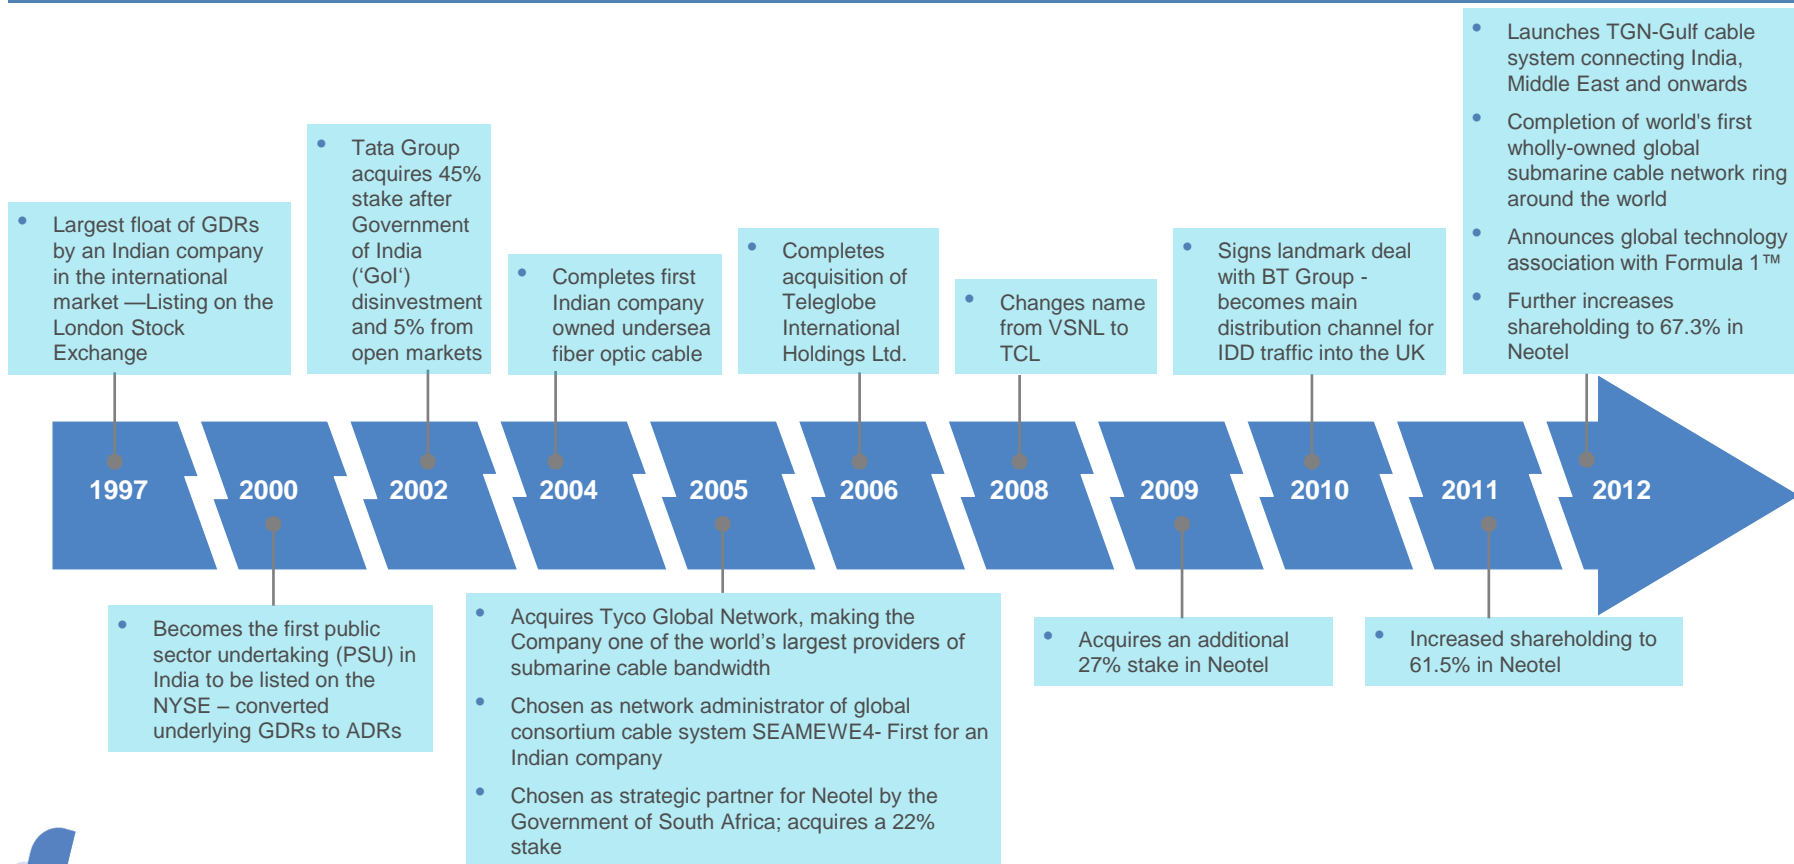 Largest float of GDRs
by an Indian company
in the international
market —Listing on the
London Stock
Exchange
Tata Group
acquires 45%
stake after
Government
of India
(‘GoI‘)
disinvestment
and 5% from
open markets
Completes first
Indian company
owned undersea
fiber optic cable
Completes
acquisition of
Teleglobe
International
Holdings Ltd.
Changes name
from VSNL to
TCL
Signs landmark deal
with BT Group -
becomes main
distribution channel for
IDD traffic into the UK
Launches TGN-Gulf cable
system connecting India,
Middle East and onwards
Completion of world's first
wholly-owned global
submarine cable network ring
around the world
Announces global technology
association with Formula 1™
Further increases
shareholding to 67.3% in
Neotel
1997
2000
2002
2004
2005
2006
2008
2009
2010
2011
2012
Becomes the first public
sector undertaking (PSU) in
India to be listed on the
NYSE – converted
underlying GDRs to ADRs
Acquires Tyco Global Network, making the
Company one of the world’s largest providers of
submarine cable bandwidth
Chosen as network administrator of global
consortium cable system SEAMEWE4- First for an
Indian company
Chosen as strategic partner for Neotel by the
Government of South Africa; acquires a 22%
stake
Acquires an additional
27% stake in Neotel
Increased shareholding to
61.5% in Neotel